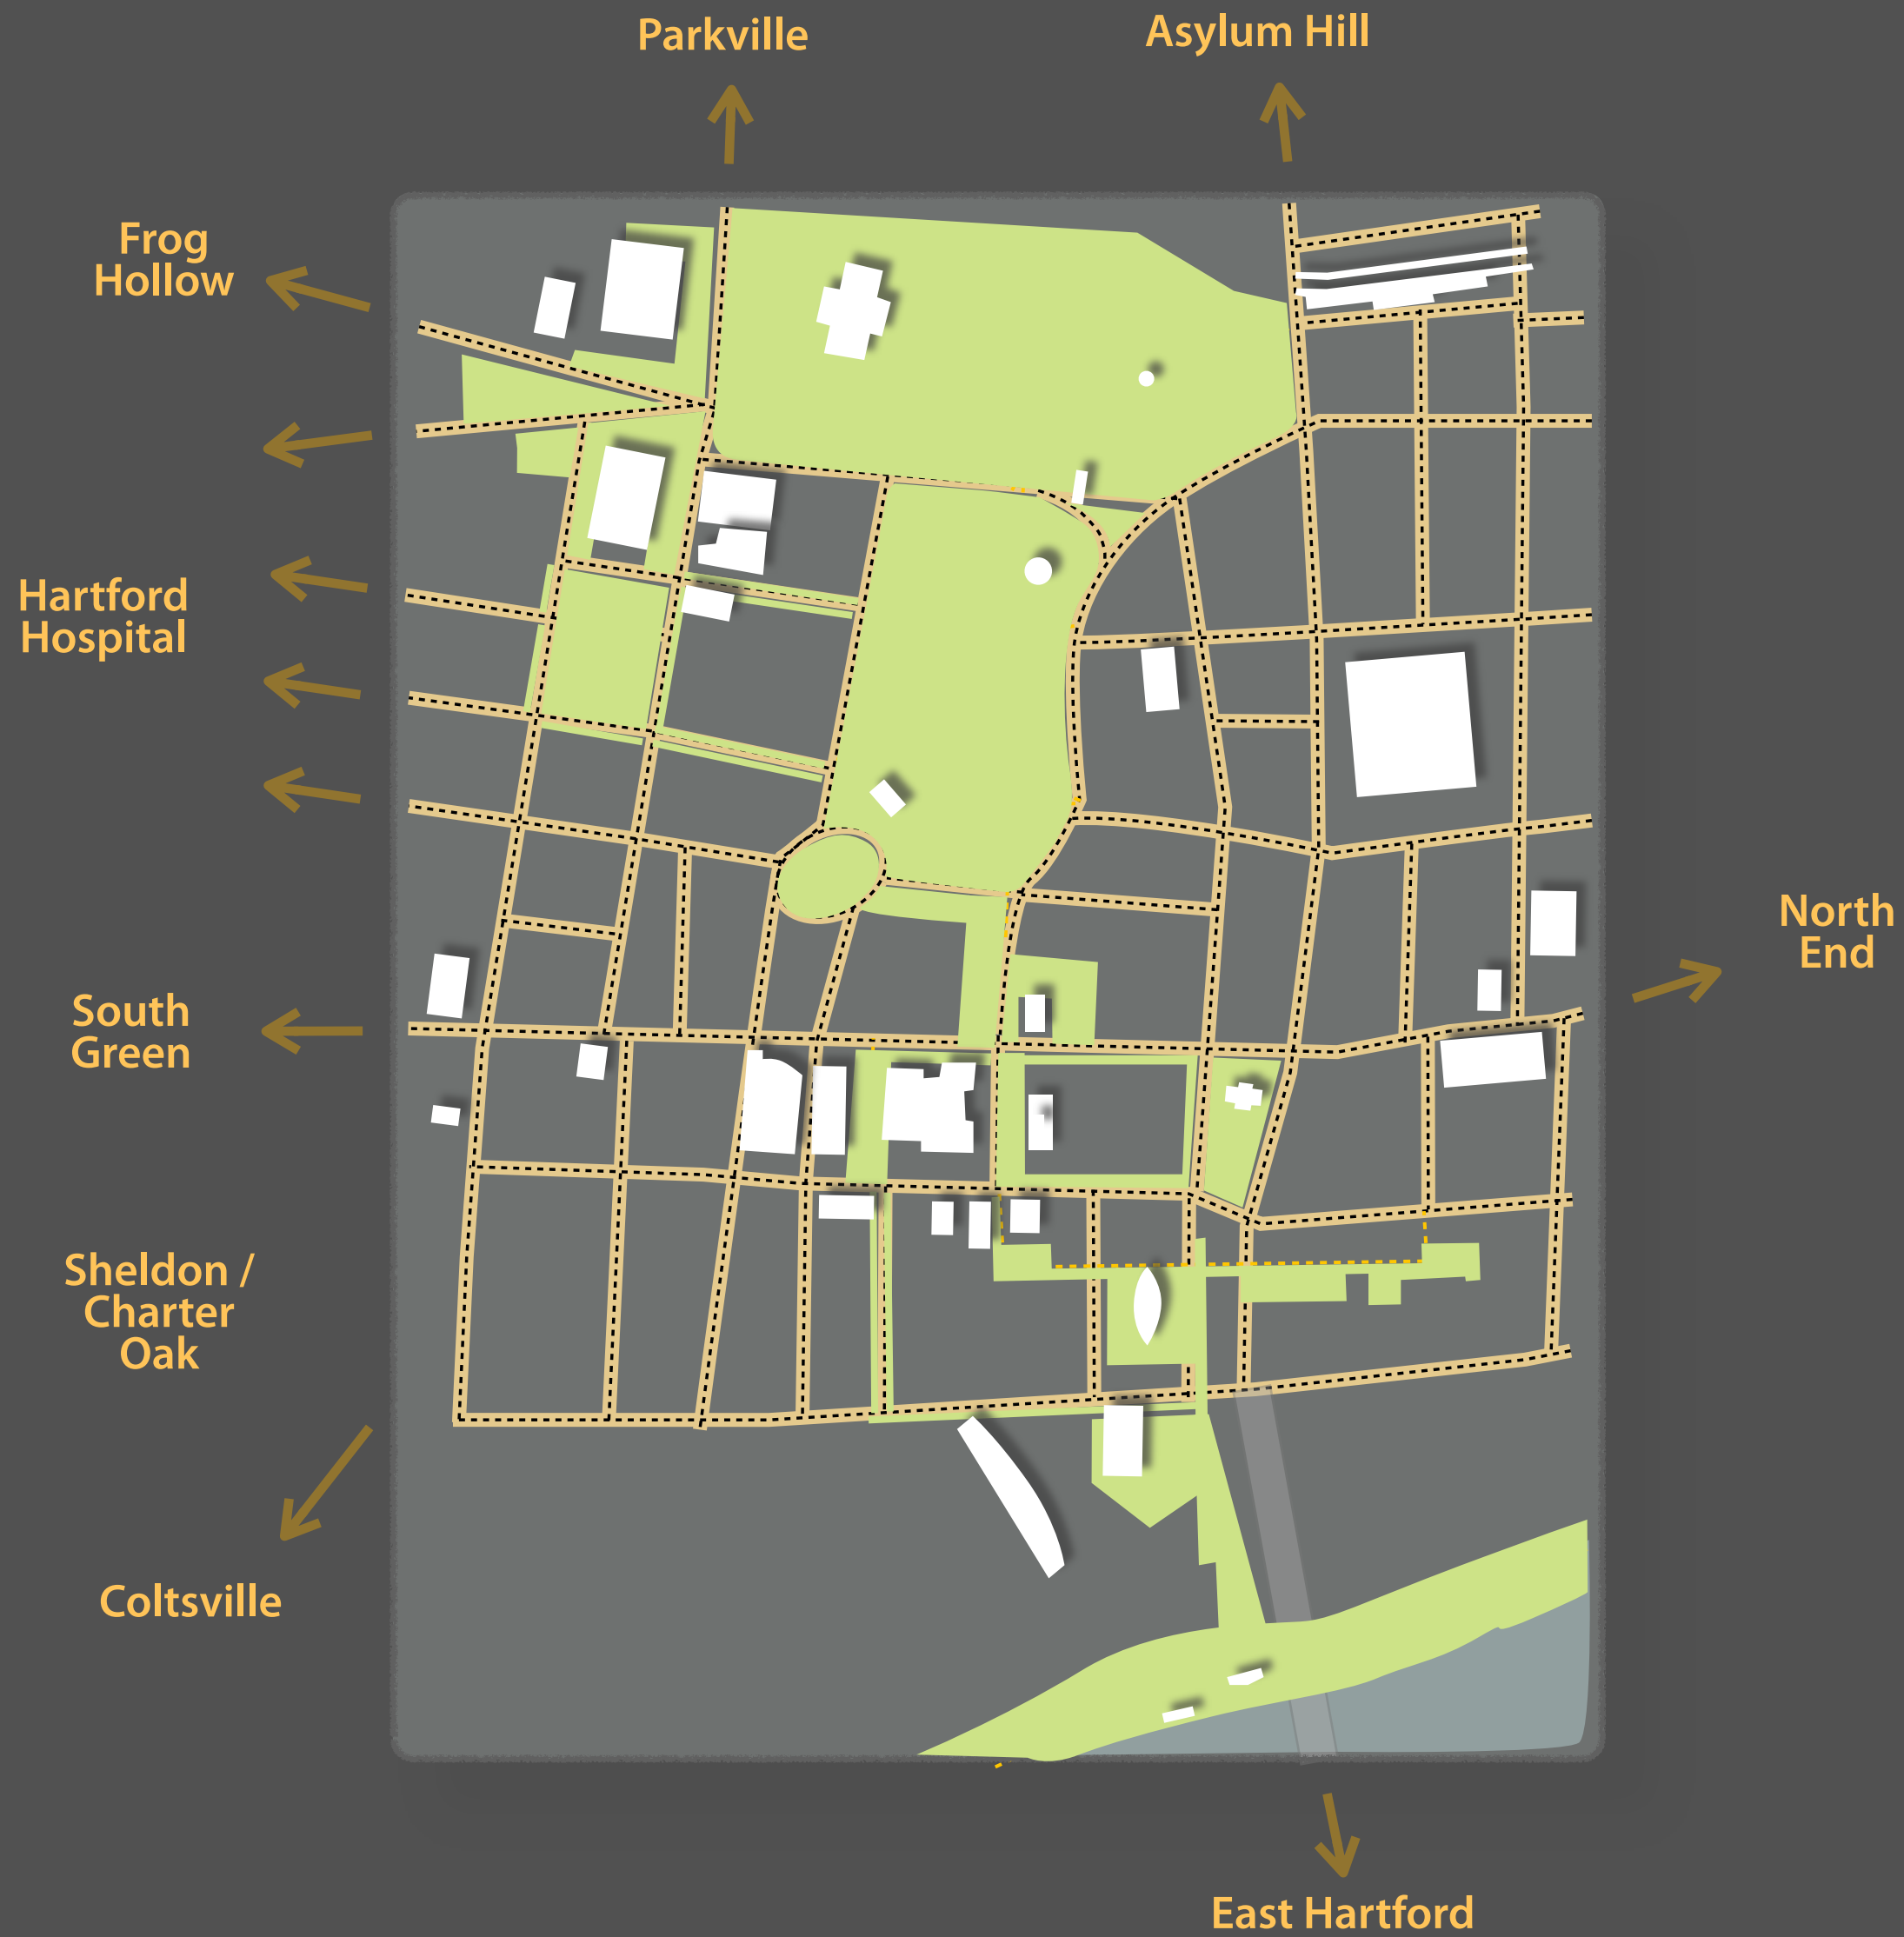 Parkville
Asylum Hill
Frog
Hollow
Hartford
Hospital
North
End
South
Green
Sheldon /
Charter
Oak
Coltsville
East Hartford